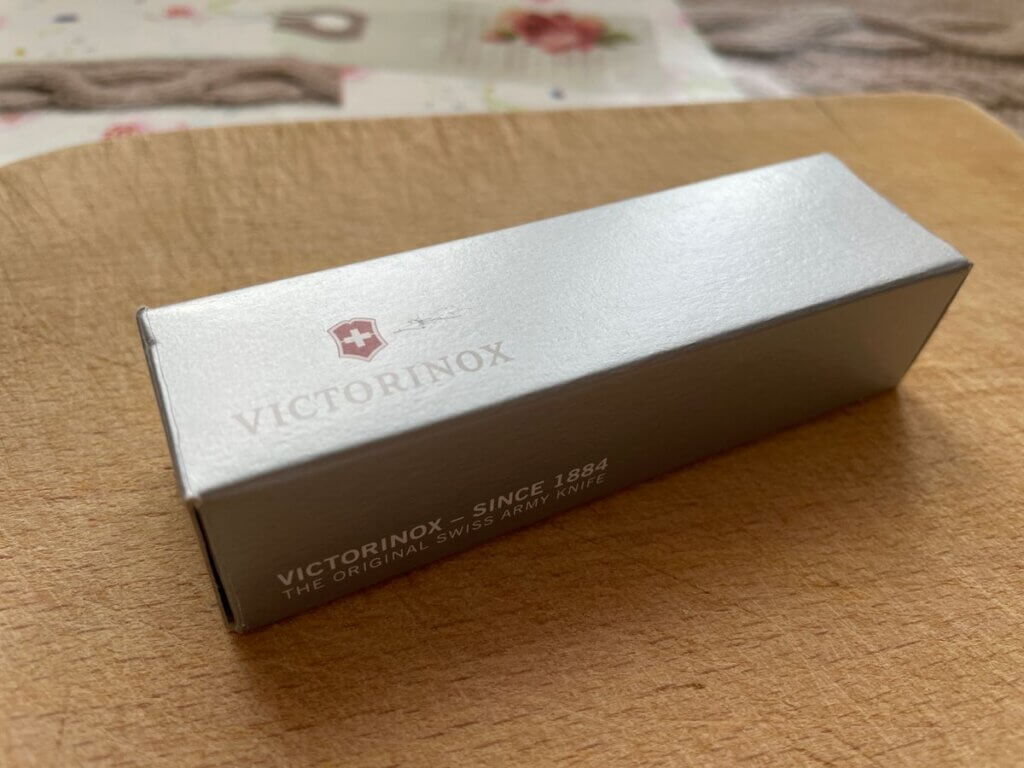 VICTORINOX
VICTORINOX – SINCE 1884
THE ORIGINAL SWISS ARMY KNIFE